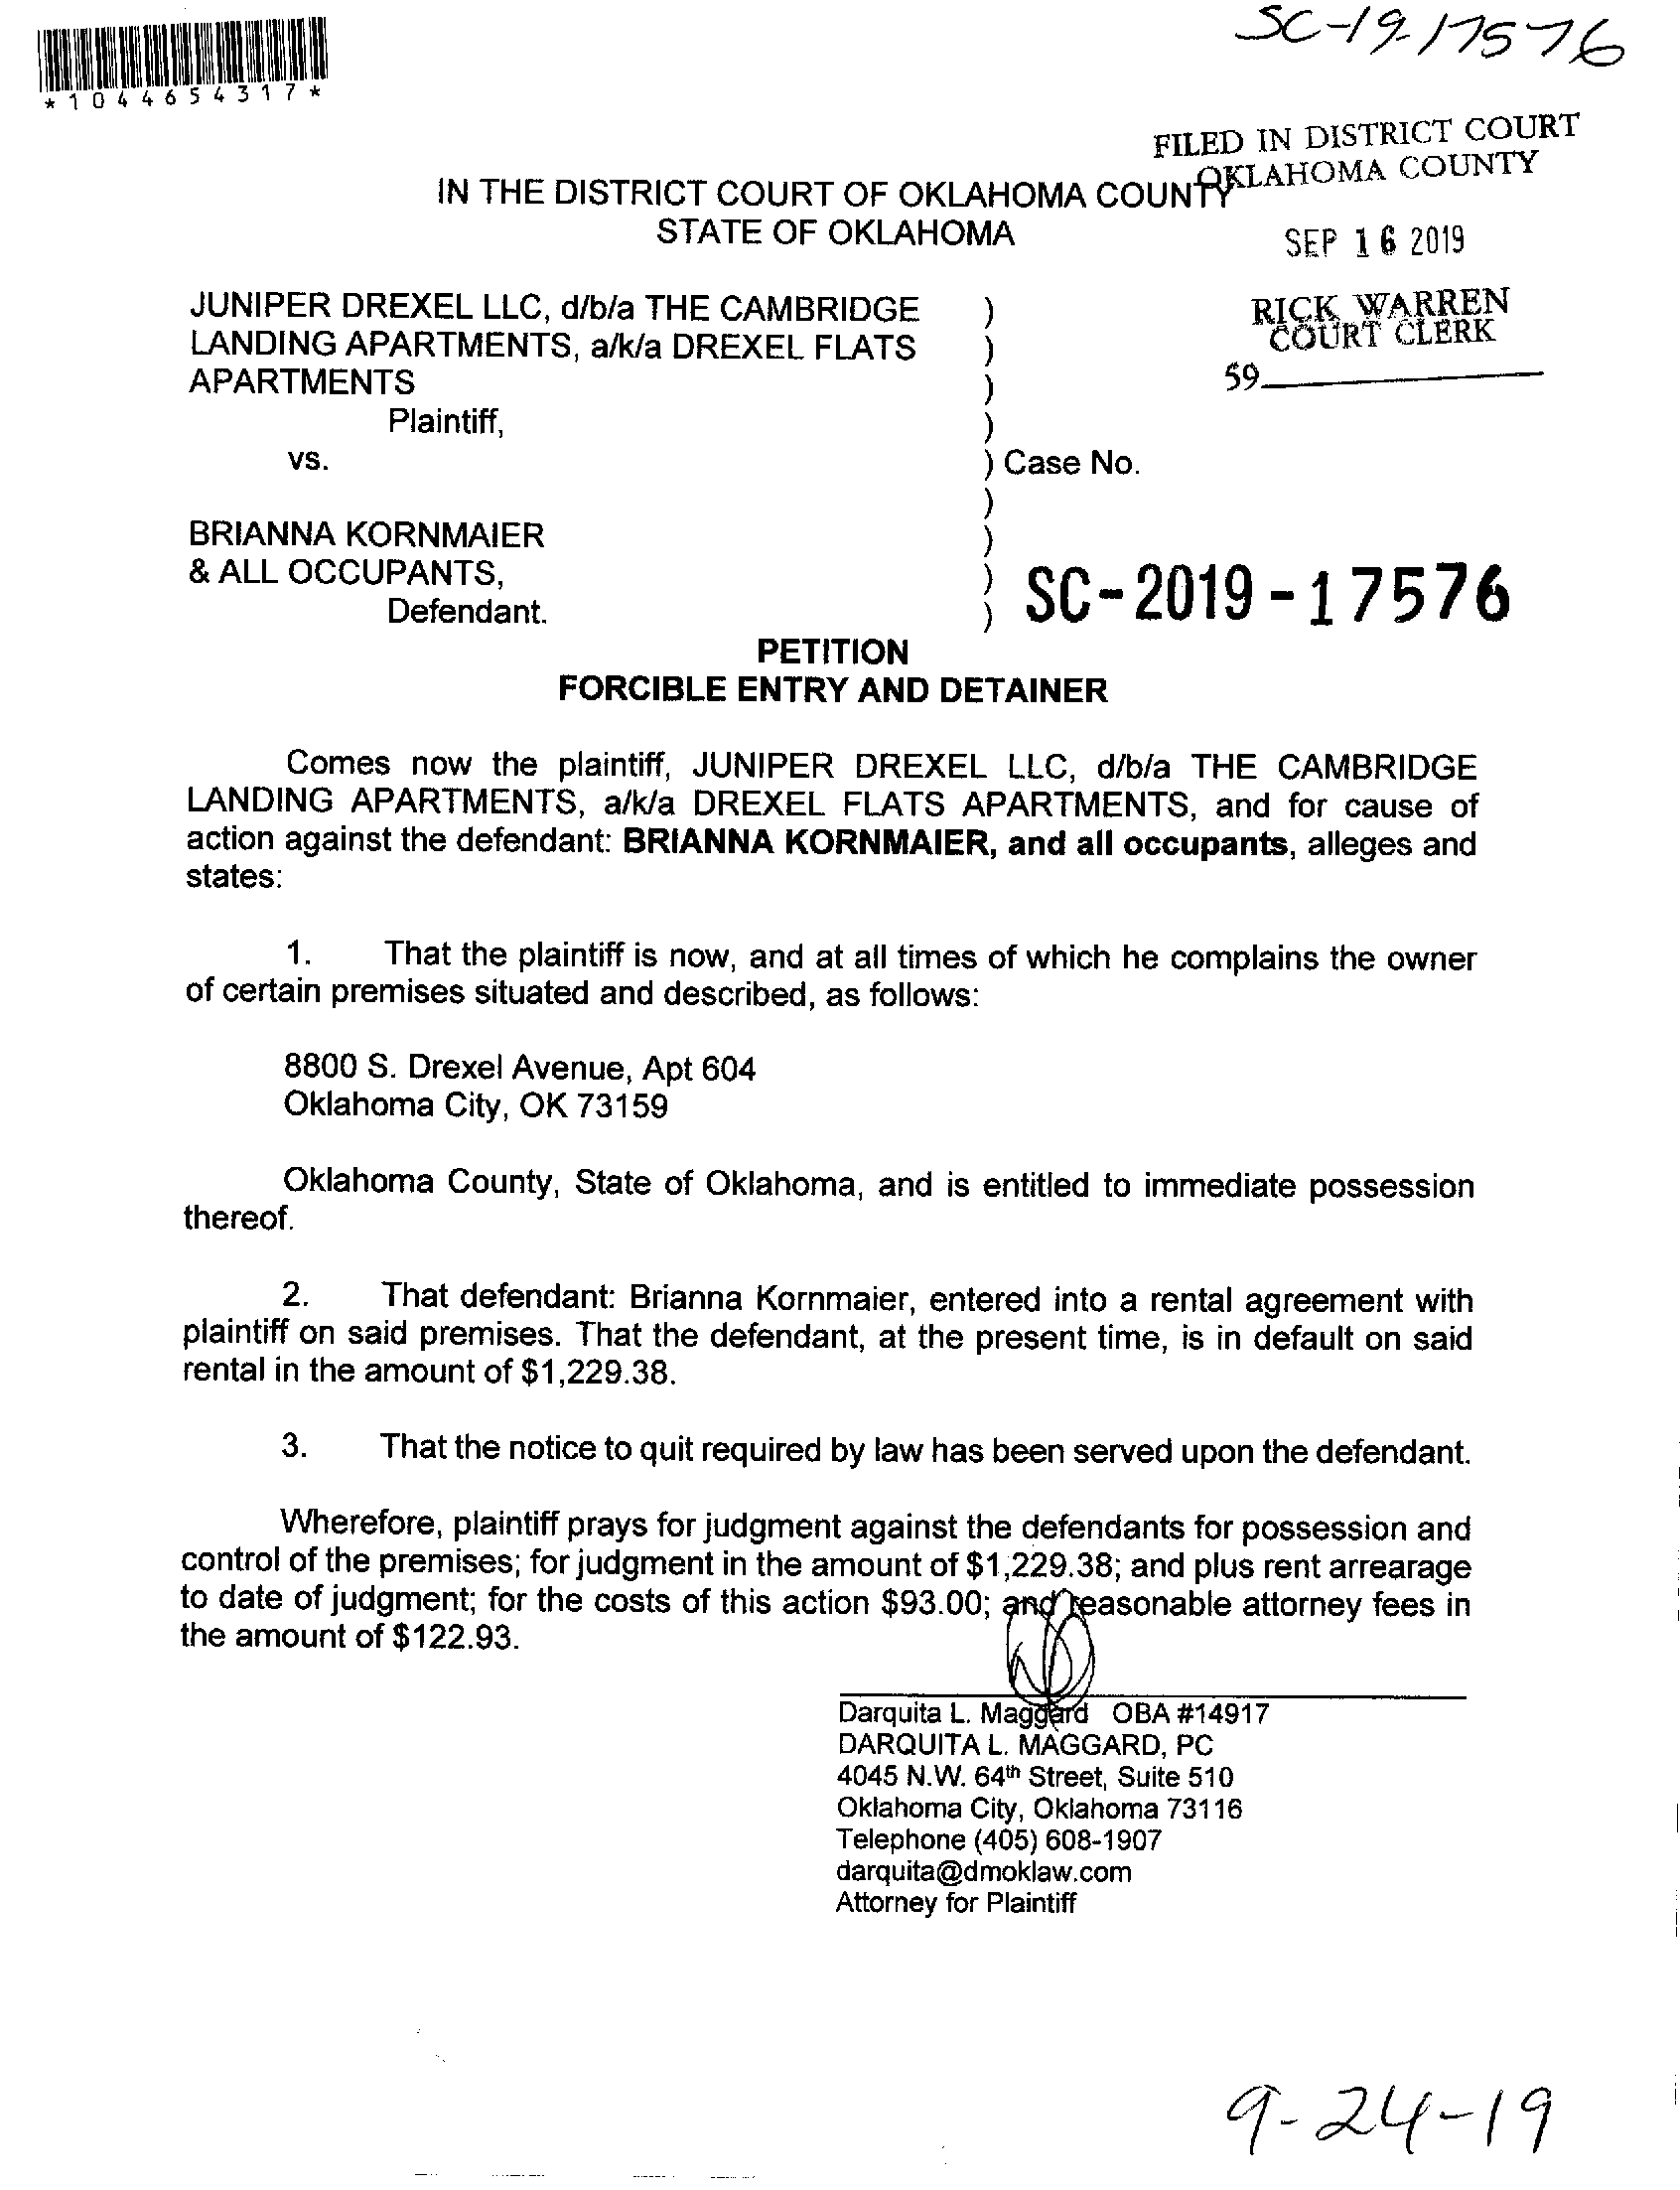 SC-19-17576
*1044654317*
FILED IN DISTRICT COURT
OKLAHOMA COUNTY
IN THE DISTRICT COURT OF OKLAHOMA COUNTY
STATE OF OKLAHOMA
SEP 16 2019
RICK WARREN
COURT CLERK
59
JUNIPER DREXEL LLC, d/b/a THE CAMBRIDGE )
LANDING APARTMENTS, a/k/a DREXEL FLATS )
APARTMENTS )
Plaintiff, )
vs. ) Case No.
)
BRIANNA KORNMAIER )
& ALL OCCUPANTS, )
Defendant. )
SC-2019-17576
PETITION
FORCIBLE ENTRY AND DETAINER
Comes now the plaintiff, JUNIPER DREXEL LLC, d/b/a THE CAMBRIDGE
LANDING APARTMENTS, a/k/a DREXEL FLATS APARTMENTS, and for cause of
action against the defendant: BRIANNA KORNMAIER, and all occupants, alleges and
states:
1. That the plaintiff is now, and at all times of which he complains the owner
of certain premises situated and described, as follows:
8800 S. Drexel Avenue, Apt 604
Oklahoma City, OK 73159
Oklahoma County, State of Oklahoma, and is entitled to immediate possession
thereof.
2. That defendant: Brianna Kornmaier, entered into a rental agreement with
plaintiff on said premises. That the defendant, at the present time, is in default on said
rental in the amount of $1,229.38.
3. That the notice to quit required by law has been served upon the defendant.
Wherefore, plaintiff prays for judgment against the defendants for possession and
control of the premises; for judgment in the amount of $1,229.38; and plus rent arrearage
to date of judgment; for the costs of this action $93.00; and reasonable attorney fees in
the amount of $122.93.
Darquita L. Maggard OBA #14917
DARQUITA L. MAGGARD, PC
4045 N.W. 64th Street, Suite 510
Oklahoma City, Oklahoma 73116
Telephone (405) 608-1907
darquita@dmoklaw.com
Attorney for Plaintiff
9-24-19